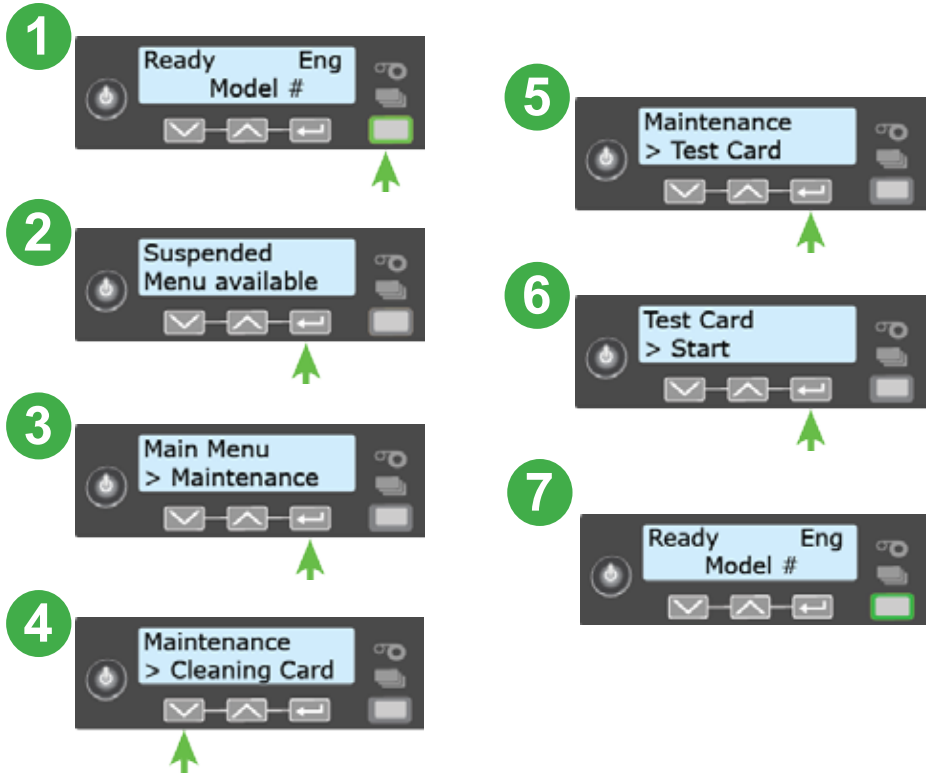 1
Ready Eng
Model #
2
Suspended
Menu available
3
Main Menu
> Maintenance
4
Maintenance
> Cleaning Card
5
Maintenance
> Test Card
6
Test Card
> Start
7
Ready Eng
Model #